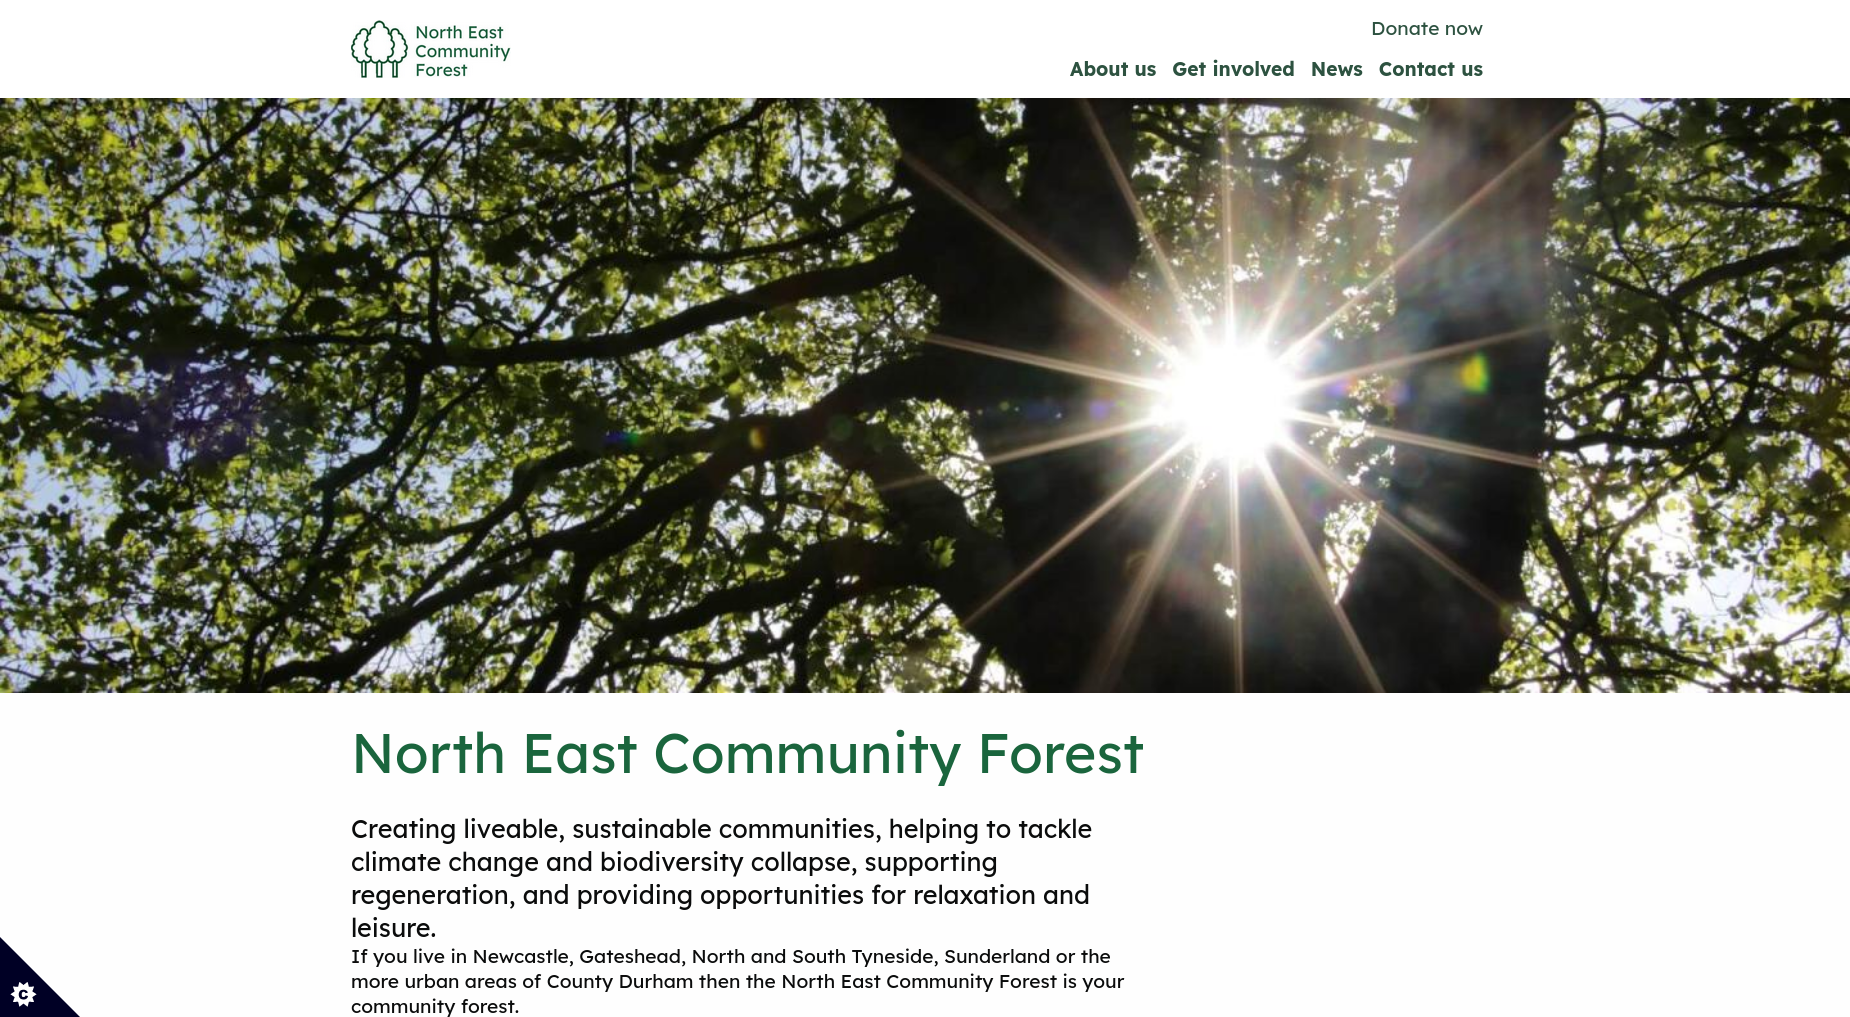 North East
Community
Forest
Donate now
About us Get involved News Contact us
North East Community Forest
Creating liveable, sustainable communities, helping to tackle
climate change and biodiversity collapse, supporting
regeneration, and providing opportunities for relaxation and
leisure.
If you live in Newcastle, Gateshead, North and South Tyneside, Sunderland or the
more urban areas of County Durham then the North East Community Forest is your
community forest.
C